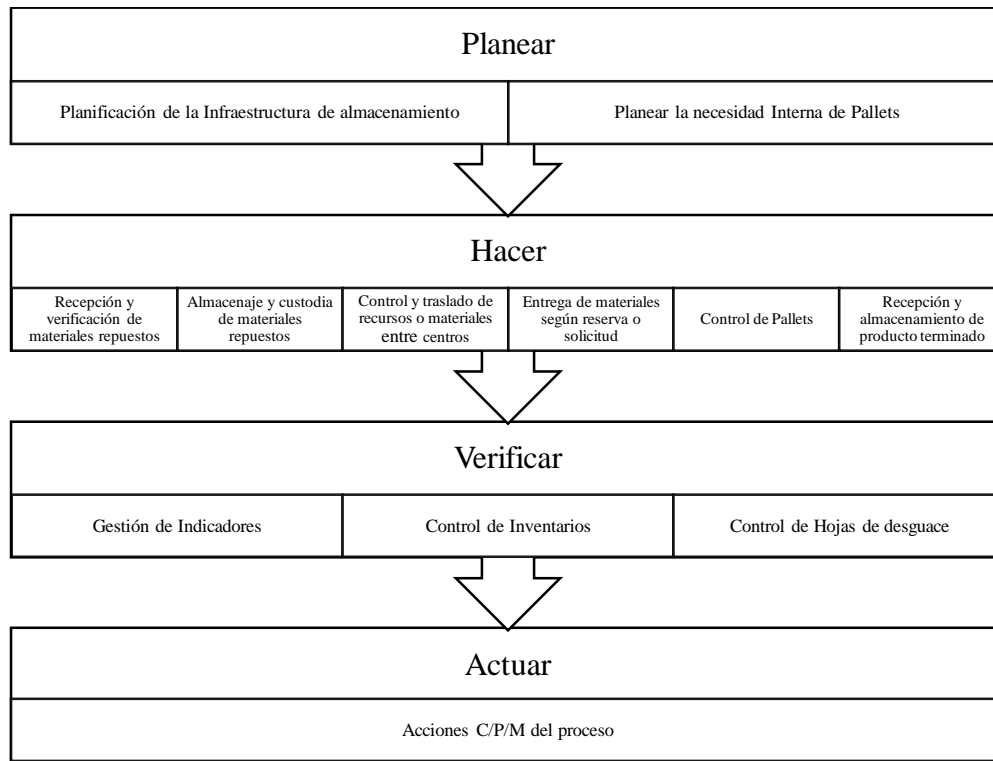 Planear
Planificación de la Infraestructura de almacenamiento
Planear la necesidad Interna de Pallets
Hacer
Recepción y
verificación de
materiales repuestos
Almacenaje y custodia
de materiales
repuestos
Control y traslado de
recursos o materiales
entre centros
Entrega de materiales
según reserva o
solicitud
Control de Pallets
Recepción y
almacenamiento de
producto terminado
Verificar
Gestión de Indicadores
Control de Inventarios
Control de Hojas de desguace
Actuar
Acciones C/P/M del proceso